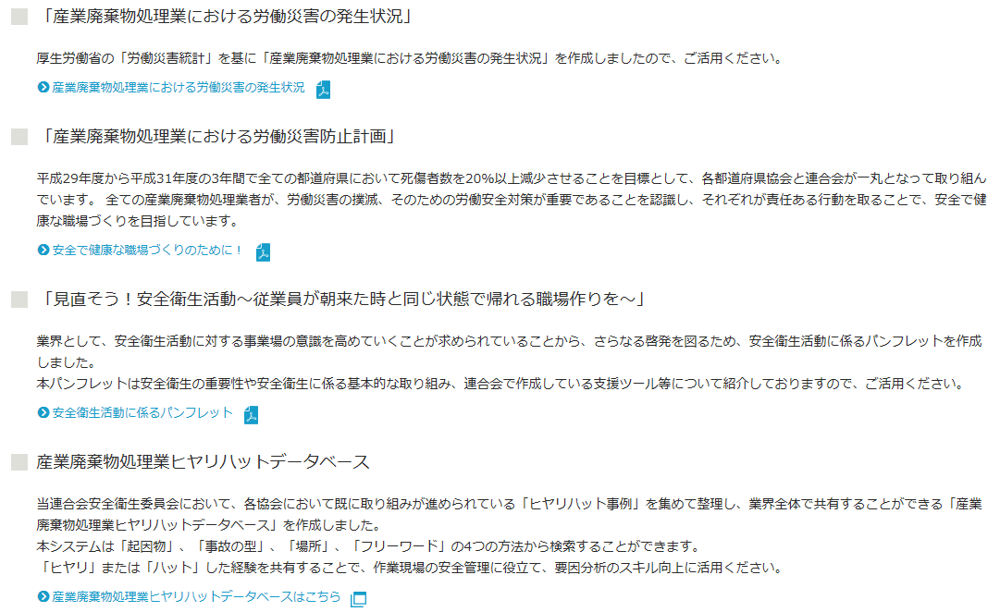 「産業廃棄物処理業における労働災害の発生状況」
厚生労働省の「労働災害統計」を基に「産業廃棄物処理業における労働災害の発生状況」を作成しましたので、ご活用ください。
産業廃棄物処理業における労働災害の発生状況
「産業廃棄物処理業における労働災害防止計画」
平成29年度から平成31年度の3年間で全ての都道府県において死傷者数を20%以上減少させることを目標として、各都道府県協会と連合会が一丸となって取り組ん
でいます。 全ての産業廃棄物処理業者が、労働災害の撲滅、そのための労働安全対策が重要であることを認識し、それぞれが責任ある行動を取ることで、安全で健
康な職場づくりを目指しています。
安全で健康な職場づくりのために！
「見直そう！安全衛生活動～従業員が朝来た時と同じ状態で帰れる職場作りを～」
業界として、安全衛生活動に対する事業場の意識を高めていくことが求められていることから、さらなる啓発を図るため、安全衛生活動に係るパンフレットを作成
しました。
本パンフレットは安全衛生の重要性や安全衛生に係る基本的な取り組み、連合会で作成している支援ツール等について紹介しておりますので、ご活用ください。
安全衛生活動に係るパンフレット
産業廃棄物処理業ヒヤリハットデータベース
当連合会安全衛生委員会において、各協会において既に取り組みが進められている「ヒヤリハット事例」を集めて整理し、業界全体で共有することができる「産業
廃棄物処理業ヒヤリハットデータベース」を作成しました。
本システムは「起因物」、「事故の型」、「場所」、「フリーワード」の4つの方法から検索することができます。
「ヒヤリ」または「ハット」した経験を共有することで、作業現場の安全管理に役立て、要因分析のスキル向上に活用ください。
産業廃棄物処理業ヒヤリハットデータベースはこちら